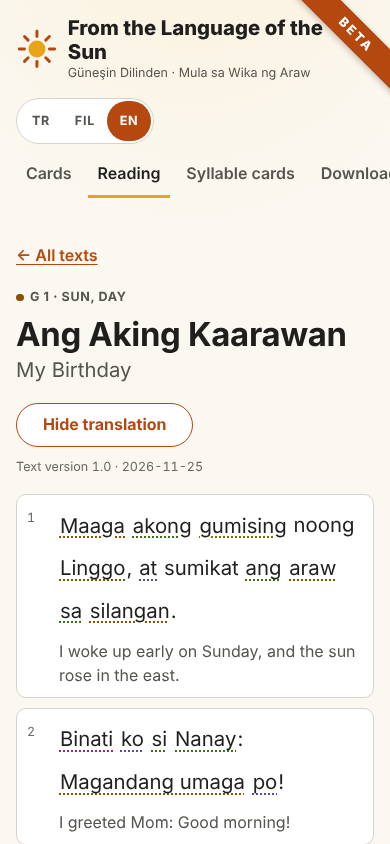 From the Language of the
Sun
Güneşin Dilinden · Mula sa Wika ng Araw
BETA
TR FIL EN
Cards Reading Syllable cards Downloa
← All texts
G 1 · SUN, DAY
Ang Aking Kaarawan
My Birthday
Hide translation
Text version 1.0 · 2026-11-25
1
Maaga akong gumising noong
Linggo, at sumikat ang araw
sa silangan.
I woke up early on Sunday, and the sun
rose in the east.
2
Binati ko si Nanay:
Magandang umaga po!
I greeted Mom: Good morning!